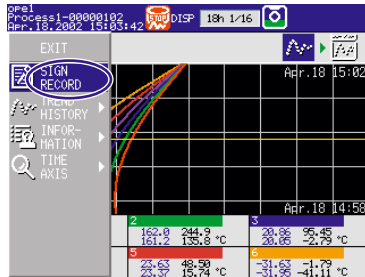 ope1
Process1-00000102 STOP DISP 18h 1/16
Apr.18.2002 15:03:42
EXIT
SIGN RECORD
TREND HISTORY
INFOR-MATION
TIME AXIS
Apr.18 15:02
Apr.18 14:58
2 3
162.0 244.9 20.86 95.45
161.2 135.8 °C 20.05 -2.79 °C
5 6
23.63 48.50 -31.63 -1.79
23.37 15.74 °C -31.95 -41.11 °C